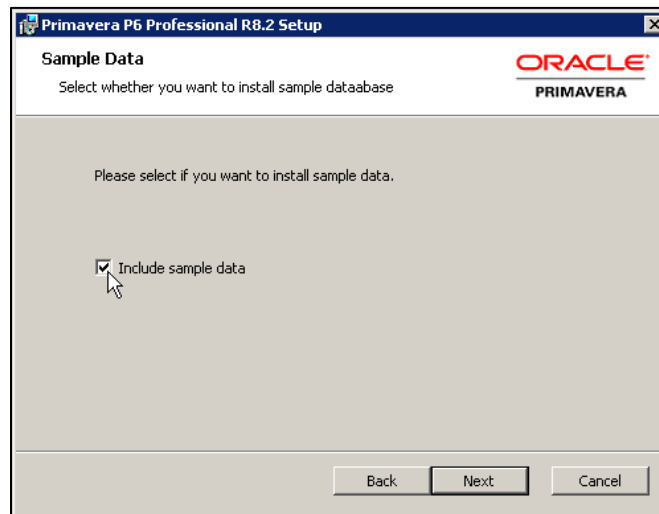 Primavera P6 Professional R8.2 Setup
Sample Data
Select whether you want to install sample dataabase
ORACLE
PRIMAVERA
Please select if you want to install sample data.
Include sample data
Back Next Cancel